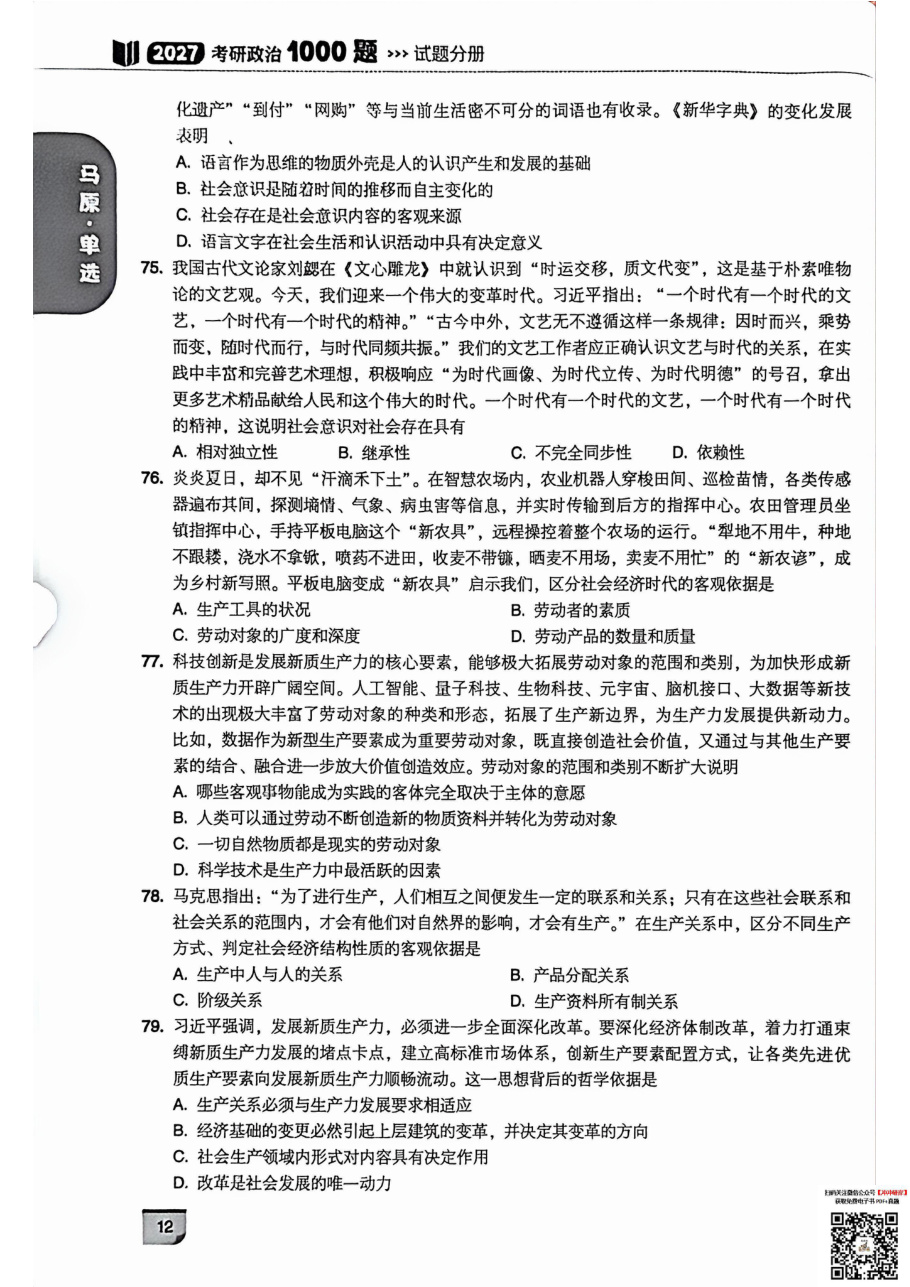 2027 考研政治1000题 >>> 试题分册
马原·单选
化遗产”“到付”“网购”等与当前生活密不可分的词语也有收录。《新华字典》的变化发展
表明
A. 语言作为思维的物质外壳是人的认识产生和发展的基础
B. 社会意识是随着时间的推移而自主变化的
C. 社会存在是社会意识内容的客观来源
D. 语言文字在社会生活和认识活动中具有决定意义
75. 我国古代文论家刘勰在《文心雕龙》中就认识到“时运交移，质文代变”，这是基于朴素唯物
论的文艺观。今天，我们迎来一个伟大的变革时代。习近平指出：“一个时代有一个时代的文
艺，一个时代有一个时代的精神。”“古今中外，文艺无不遵循这样一条规律：因时而兴，乘势
而变，随时代而行，与时代同频共振。”我们的文艺工作者应正确认识文艺与时代的关系，在实
践中丰富和完善艺术理想，积极响应“为时代画像、为时代立传、为时代明德”的号召，拿出
更多艺术精品献给人民和这个伟大的时代。一个时代有一个时代的文艺，一个时代有一个时代
的精神，这说明社会意识对社会存在具有
A. 相对独立性 B. 继承性 C. 不完全同步性 D. 依赖性
76. 炎炎夏日，却不见“汗滴禾下土”。在智慧农场内，农业机器人穿梭田间、巡检苗情，各类传感
器遍布其间，探测墒情、气象、病虫害等信息，并实时传输到后方的指挥中心。农田管理员坐
镇指挥中心，手持平板电脑这个“新农具”，远程操控着整个农场的运行。“犁地不用牛，种地
不跟耧，浇水不拿锨，喷药不进田，收麦不带镰，晒麦不用场，卖麦不用忙”的“新农谚”，成
为乡村新写照。平板电脑变成“新农具”启示我们，区分社会经济时代的客观依据是
A. 生产工具的状况 B. 劳动者的素质
C. 劳动对象的广度和深度 D. 劳动产品的数量和质量
77. 科技创新是发展新质生产力的核心要素，能够极大拓展劳动对象的范围和类别，为加快形成新
质生产力开辟广阔空间。人工智能、量子科技、生物科技、元宇宙、脑机接口、大数据等新技
术的出现极大丰富了劳动对象的种类和形态，拓展了生产新边界，为生产力发展提供新动力。
比如，数据作为新型生产要素成为重要劳动对象，既直接创造社会价值，又通过与其他生产要
素的结合、融合进一步放大价值创造效应。劳动对象的范围和类别不断扩大说明
A. 哪些客观事物能成为实践的客体完全取决于主体的意愿
B. 人类可以通过劳动不断创造新的物质资料并转化为劳动对象
C. 一切自然物质都是现实的劳动对象
D. 科学技术是生产力中最活跃的因素
78. 马克思指出：“为了进行生产，人们相互之间便发生一定的联系和关系；只有在这些社会联系和
社会关系的范围内，才会有他们对自然界的影响，才会有生产。”在生产关系中，区分不同生产
方式、判定社会经济结构性质的客观依据是
A. 生产中人与人的关系 B. 产品分配关系
C. 阶级关系 D. 生产资料所有制关系
79. 习近平强调，发展新质生产力，必须进一步全面深化改革。要深化经济体制改革，着力打通束
缚新质生产力发展的堵点卡点，建立高标准市场体系，创新生产要素配置方式，让各类先进优
质生产要素向发展新质生产力顺畅流动。这一思想背后的哲学依据是
A. 生产关系必须与生产力发展要求相适应
B. 经济基础的变更必然引起上层建筑的变革，并决定其变革的方向
C. 社会生产领域内形式对内容具有决定作用
D. 改革是社会发展的唯一动力
12
扫码关注微信公众号【冲冲研家】
获取免费电子书PDF+真题